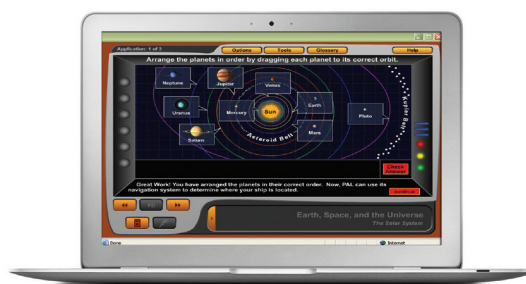 Application: 1 of 3
Options
Tools
Glossary
Help
Arrange the planets in order by dragging each planet to its correct orbit.
Neptune
Jupiter
Venus
Uranus
Mercury
Sun
Earth
Pluto
Kuiper Belt
Saturn
Mars
Asteroid Belt
Check
Answer
Great Work! You have arranged the planets in their correct order. Now, PAL can use its
navigation system to determine where your ship is located.
Continue
Earth, Space, and the Universe
The Solar System
Done
Internet